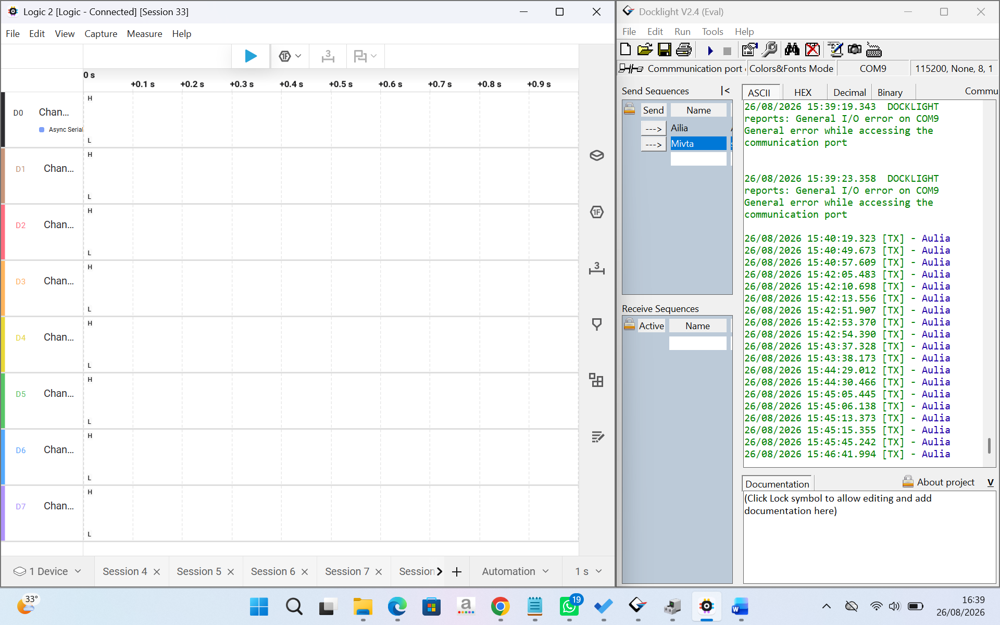 Logic 2 [Logic - Connected] [Session 33]
File Edit View Capture Measure Help
1F
3
0 s
+0.1 s +0.2 s +0.3 s +0.4 s +0.5 s +0.6 s +0.7 s +0.8 s +0.9 s
D0 Chan... H
Async Serial
L
D1 Chan... H
L
D2 Chan... H
L
D3 Chan... H
L
D4 Chan... H
L
D5 Chan... H
L
D6 Chan... H
L
D7 Chan... H
L
1F
3
1 Device Session 4 Session 5 Session 6 Session 7 Session + Automation 1 s
Docklight V2.4 (Eval)
File Edit Run Tools Help
Commmunication port Colors&Fonts Mode COM9 115200, None, 8, 1
Send Sequences |<
Send Name
---> Ailia
---> Mivta
Receive Sequences
Active Name
ASCII HEX Decimal Binary Commu
26/08/2026 15:39:19.343 DOCKLIGHT
reports: General I/O error on COM9
General error while accessing the
communication port
26/08/2026 15:39:23.358 DOCKLIGHT
reports: General I/O error on COM9
General error while accessing the
communication port
26/08/2026 15:40:19.323 [TX] - Aulia
26/08/2026 15:40:49.673 [TX] - Aulia
26/08/2026 15:40:57.609 [TX] - Aulia
26/08/2026 15:42:05.483 [TX] - Aulia
26/08/2026 15:42:10.698 [TX] - Aulia
26/08/2026 15:42:13.556 [TX] - Aulia
26/08/2026 15:42:51.907 [TX] - Aulia
26/08/2026 15:42:53.370 [TX] - Aulia
26/08/2026 15:42:54.390 [TX] - Aulia
26/08/2026 15:43:37.328 [TX] - Aulia
26/08/2026 15:43:38.173 [TX] - Aulia
26/08/2026 15:44:29.012 [TX] - Aulia
26/08/2026 15:44:30.466 [TX] - Aulia
26/08/2026 15:45:05.445 [TX] - Aulia
26/08/2026 15:45:06.138 [TX] - Aulia
26/08/2026 15:45:13.373 [TX] - Aulia
26/08/2026 15:45:15.355 [TX] - Aulia
26/08/2026 15:45:45.242 [TX] - Aulia
26/08/2026 15:46:41.994 [TX] - Aulia
Documentation About project V
(Click Lock symbol to allow editing and add
documentation here)
33°
19
16:39
26/08/2026